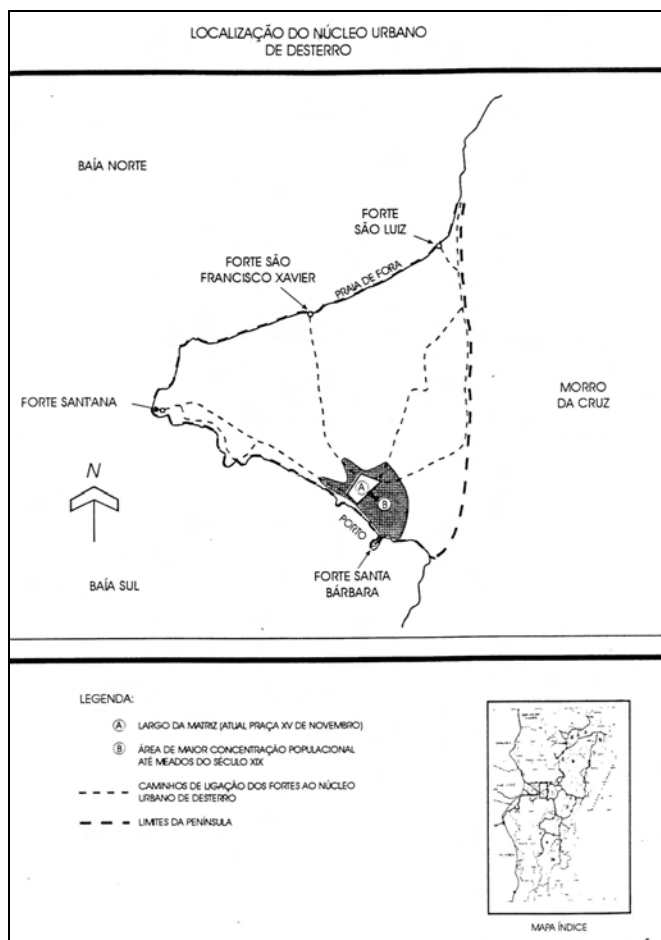 LOCALIZAÇÃO DO NÚCLEO URBANO
DE DESTERRO
BAÍA NORTE
FORTE
SÃO LUIZ
FORTE SÃO
FRANCISCO XAVIER
PRAIA DE FORA
FORTE SANT'ANA
MORRO
DA CRUZ
N
A
B
PORTO
FORTE SANTA
BÁRBARA
BAÍA SUL
LEGENDA:
A LARGO DA MATRIZ (ATUAL PRAÇA XV DE NOVEMBRO)
B ÁREA DE MAIOR CONCENTRAÇÃO POPULACIONAL
ATÉ MEADOS DO SÉCULO XIX
CAMINHOS DE LIGAÇÃO DOS FORTES AO NÚCLEO
URBANO DE DESTERRO
LIMITES DA PENÍNSULA
MAPA ÍNDICE